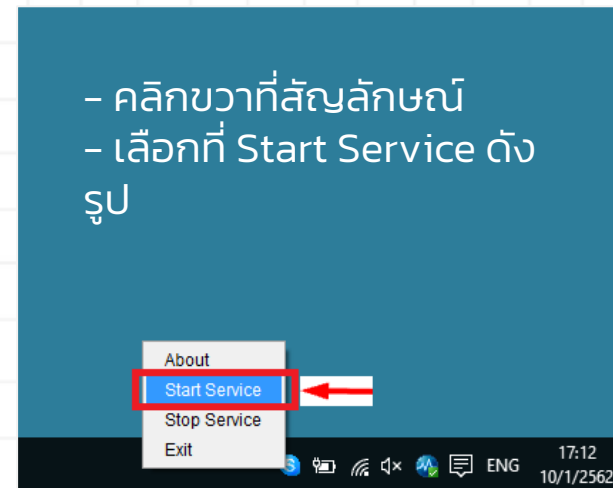 - คลิกขวาที่สัญลักษณ์
- เลือกที่ Start Service ดัง
รูป
About
Start Service
Stop Service
Exit
ENG
17:12
10/1/2562